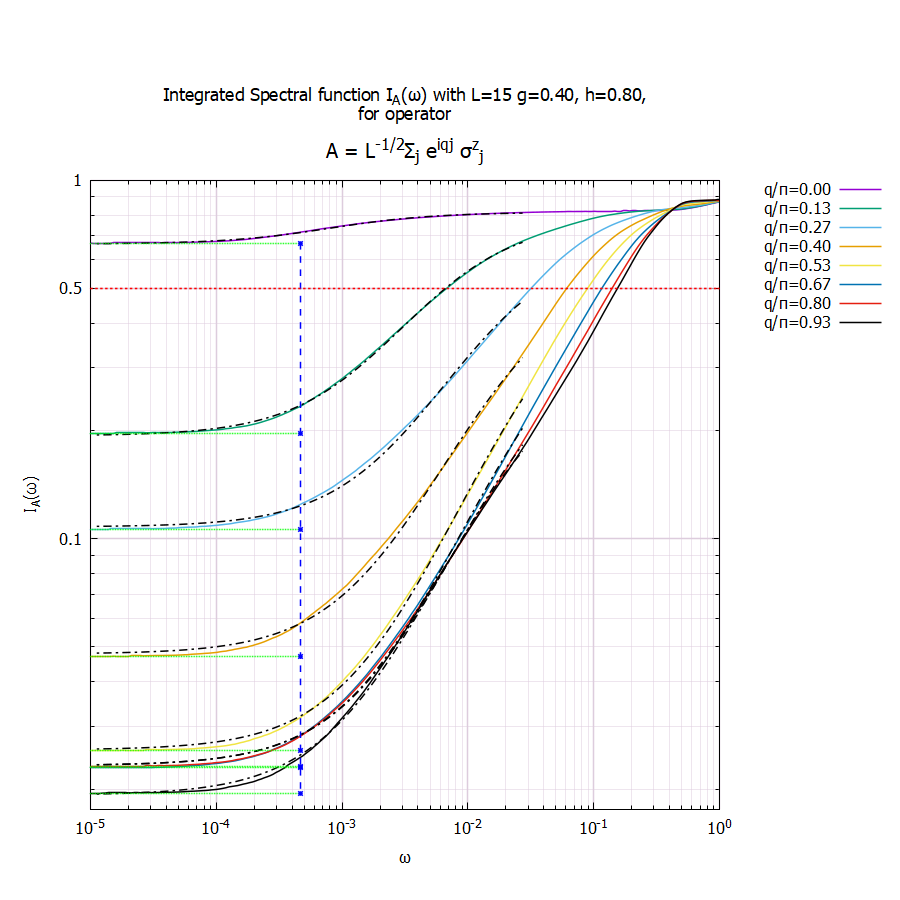 Integrated Spectral function I_A(ω) with L=15 g=0.40, h=0.80,
for operator
A = L^-1/2 Σ_j e^iqj σ^z_j
q/π=0.00
q/π=0.13
q/π=0.27
q/π=0.40
q/π=0.53
q/π=0.67
q/π=0.80
q/π=0.93
1
0.5
0.1
I_A(ω)
10^-5 10^-4 10^-3 10^-2 10^-1 10^0
ω